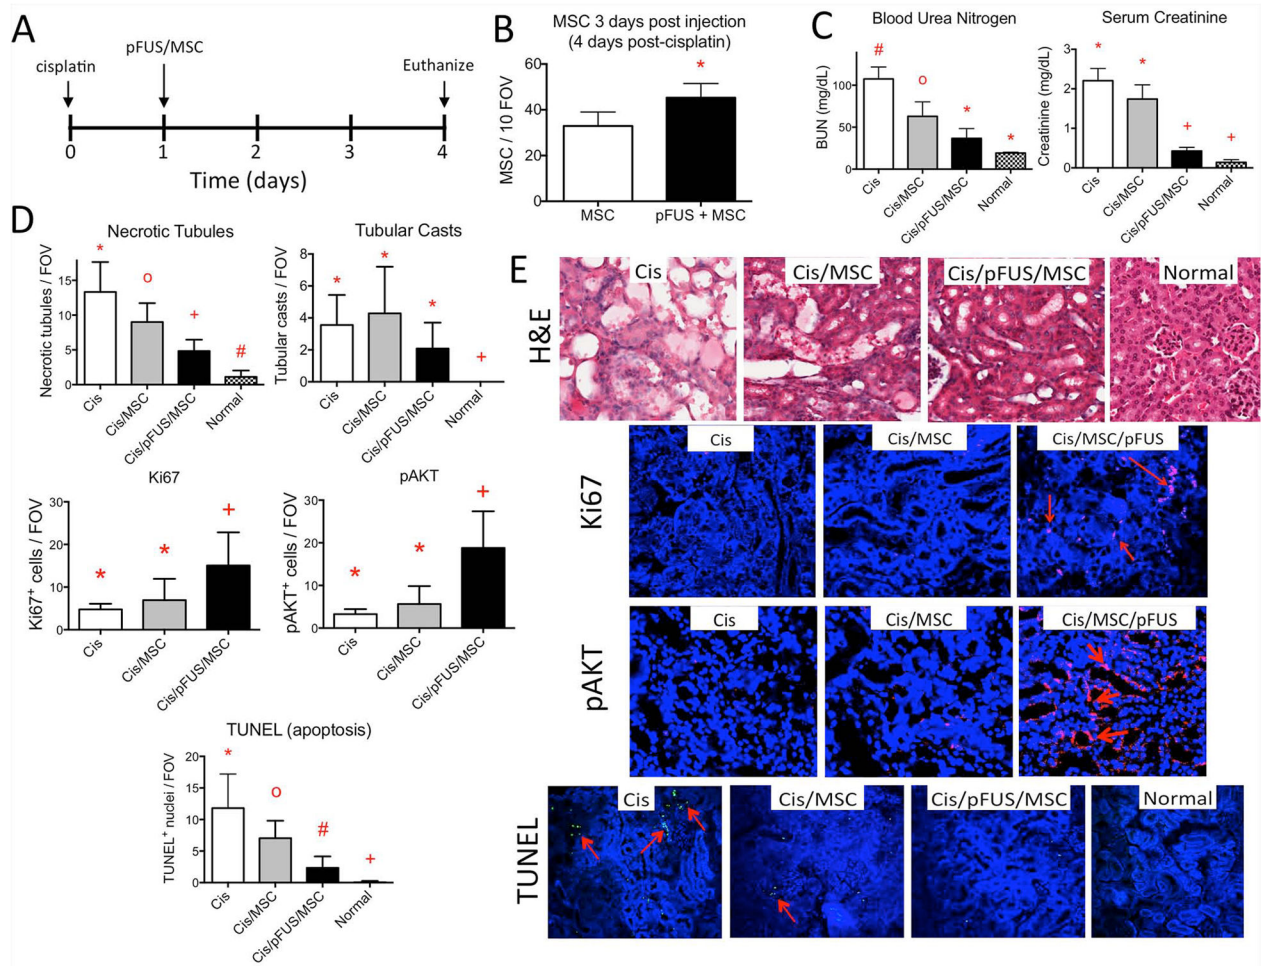 A
cisplatin
pFUS/MSC
Euthanize
0 1 2 3 4
Time (days)
B
MSC 3 days post injection
(4 days post-cisplatin)
MSC / 10 FOV
60
40
20
0
*
MSC
pFUS + MSC
C
Blood Urea Nitrogen
BUN (mg/dL)
100
50
0
# o * *
Cis
Cis/MSC
Cis/pFUS/MSC
Normal
Serum Creatinine
Creatinine (mg/dL)
3
2
1
0
* * + +
Cis
Cis/MSC
Cis/pFUS/MSC
Normal
D
Necrotic Tubules
Necrotic tubules / FOV
15
10
5
0
* o + #
Cis
Cis/MSC
Cis/pFUS/MSC
Normal
Tubular Casts
Tubular casts / FOV
8
6
4
2
0
* * * +
Cis
Cis/MSC
Cis/pFUS/MSC
Normal
Ki67
Ki67+ cells / FOV
30
20
10
0
* * +
Cis
Cis/MSC
Cis/pFUS/MSC
pAKT
pAKT+ cells / FOV
30
20
10
0
* * +
Cis
Cis/MSC
Cis/pFUS/MSC
TUNEL (apoptosis)
TUNEL+ nuclei / FOV
20
15
10
5
0
* o # +
Cis
Cis/MSC
Cis/pFUS/MSC
Normal
E
H&E
Cis
Cis/MSC
Cis/pFUS/MSC
Normal
Ki67
Cis
Cis/MSC
Cis/MSC/pFUS
pAKT
Cis
Cis/MSC
Cis/MSC/pFUS
TUNEL
Cis
Cis/MSC
Cis/pFUS/MSC
Normal